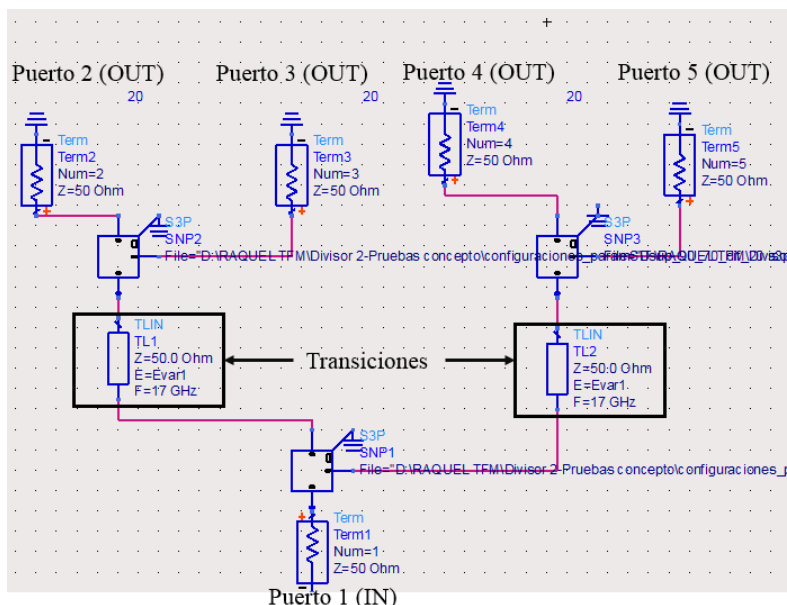 Puerto 2 (OUT)
Puerto 3 (OUT)
Puerto 4 (OUT)
Puerto 5 (OUT)
20
20
20
Term
Term2
Num=2
Z=50 Ohm
Term
Term3
Num=3
Z=50 Ohm
Term
Term4
Num=4
Z=50 Ohm
Term
Term5
Num=5
Z=50 Ohm
S3P
SNP2
File="D:\RAQUEL TFM\Divisor 2-Pruebas concepto\configuraciones_
S3P
SNP3
TLIN
TL1
Z=50.0 Ohm
E=Evar1
F=17 GHz
Transiciones
TLIN
TL2
Z=50.0 Ohm
E=Evar1
F=17 GHz
S3P
SNP1
File="D:\RAQUEL TFM\Divisor 2-Pruebas concepto\configuraciones_p
Term
Term1
Num=1
Z=50 Ohm
Puerto 1 (IN)